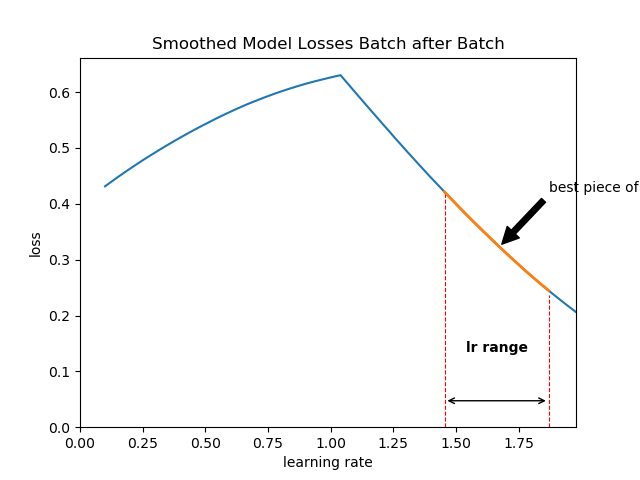 Smoothed Model Losses Batch after Batch
0.6
0.5
0.4
0.3
0.2
0.1
0.0
loss
best piece of
lr range
0.00 0.25 0.50 0.75 1.00 1.25 1.50 1.75
learning rate